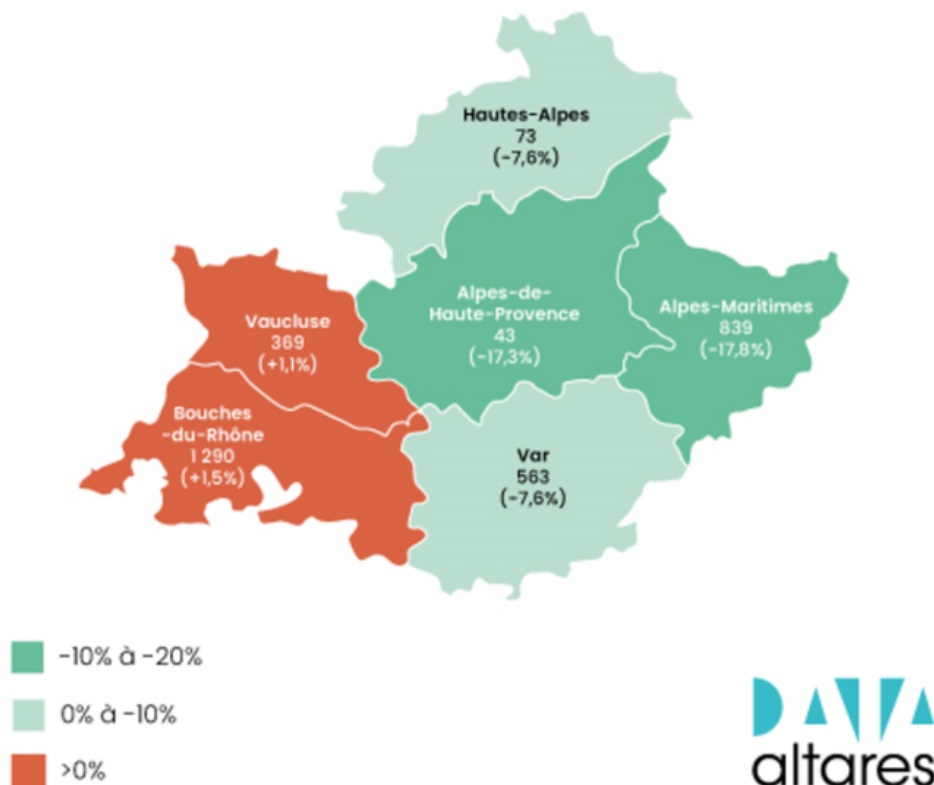 Hautes-Alpes
73
(-7,6%)
Alpes-de-
Haute-Provence
43
(-17,3%)
Alpes-Maritimes
839
(-17,8%)
Vaucluse
369
(+1,1%)
Bouches
-du-Rhône
1 290
(+1,5%)
Var
563
(-7,6%)
-10% à -20%
0% à -10%
>0%
DATA
altares